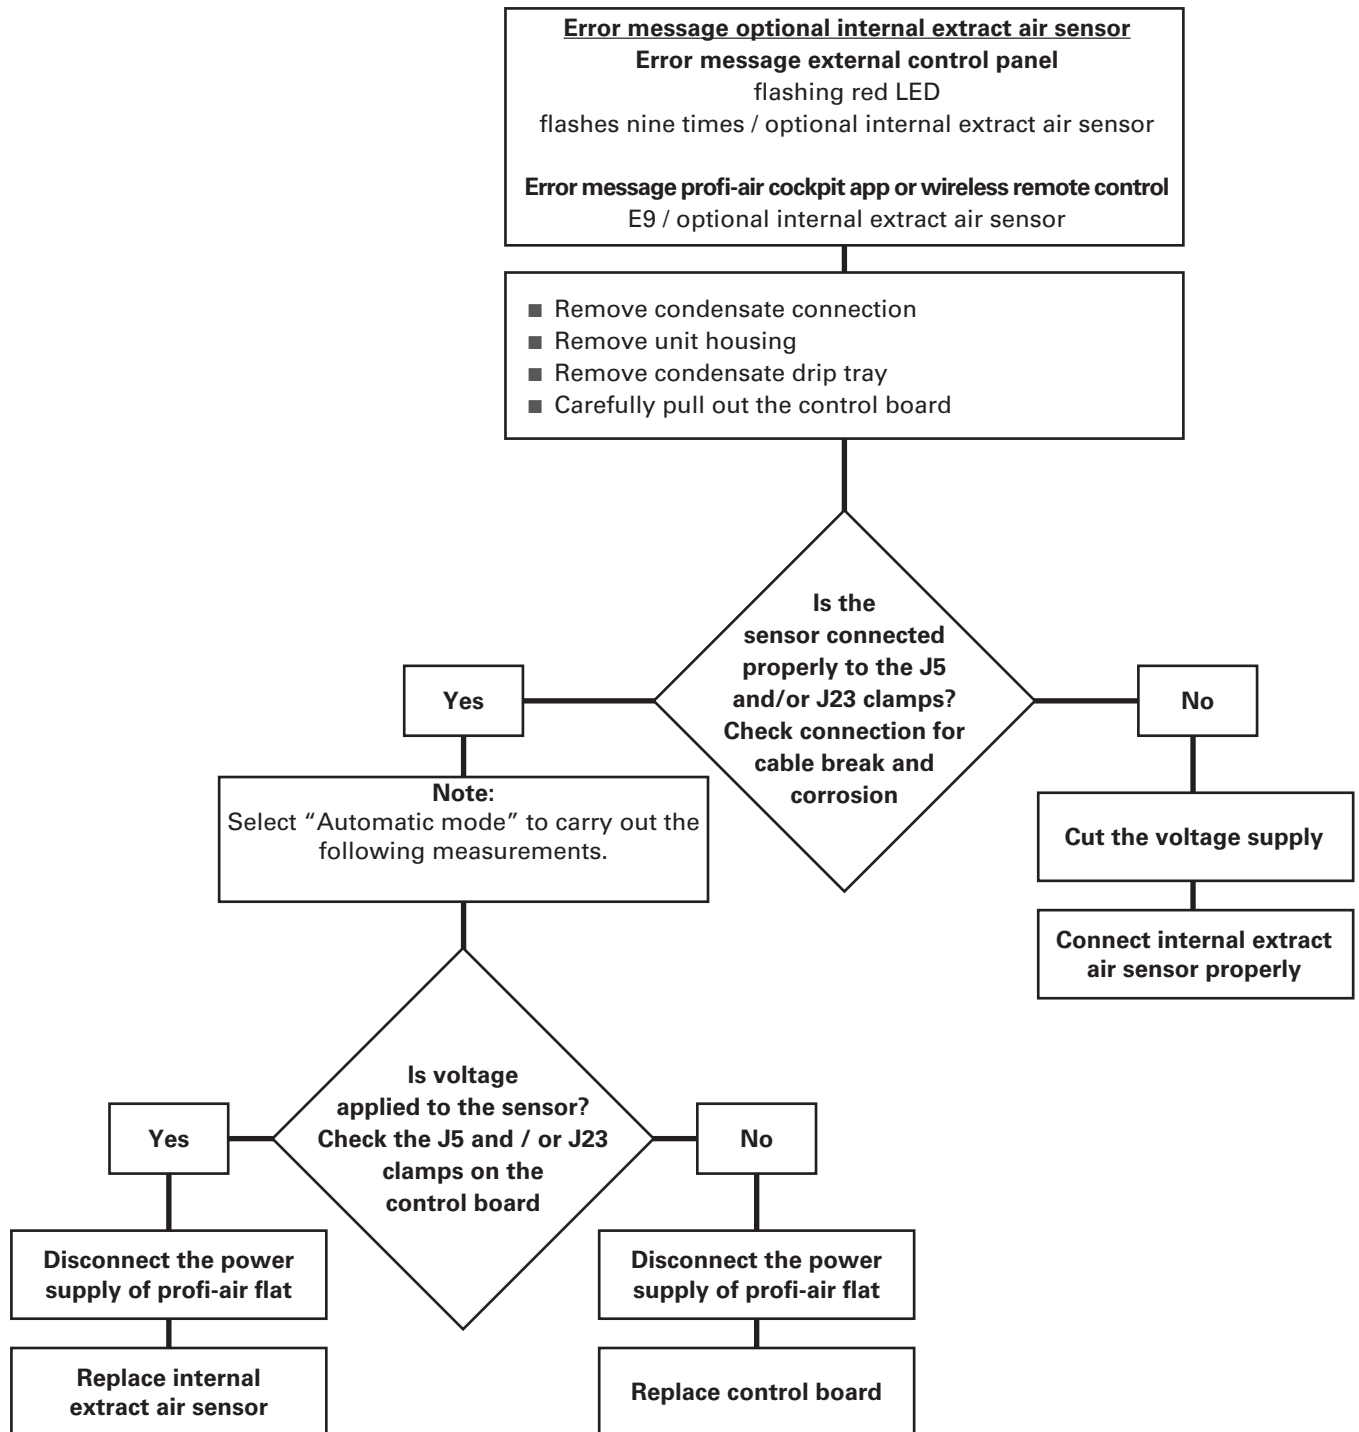 Error message optional internal extract air sensor
Error message external control panel
flashing red LED
flashes nine times / optional internal extract air sensor
Error message profi-air cockpit app or wireless remote control
E9 / optional internal extract air sensor
■ Remove condensate connection
■ Remove unit housing
■ Remove condensate drip tray
■ Carefully pull out the control board
Is the
sensor connected
properly to the J5
and/or J23 clamps?
Check connection for
cable break and
corrosion
Yes
No
Note:
Select “Automatic mode” to carry out the
following measurements.
Cut the voltage supply
Connect internal extract
air sensor properly
Is voltage
applied to the sensor?
Check the J5 and / or J23
clamps on the
control board
Yes
No
Disconnect the power
supply of profi-air flat
Disconnect the power
supply of profi-air flat
Replace internal
extract air sensor
Replace control board